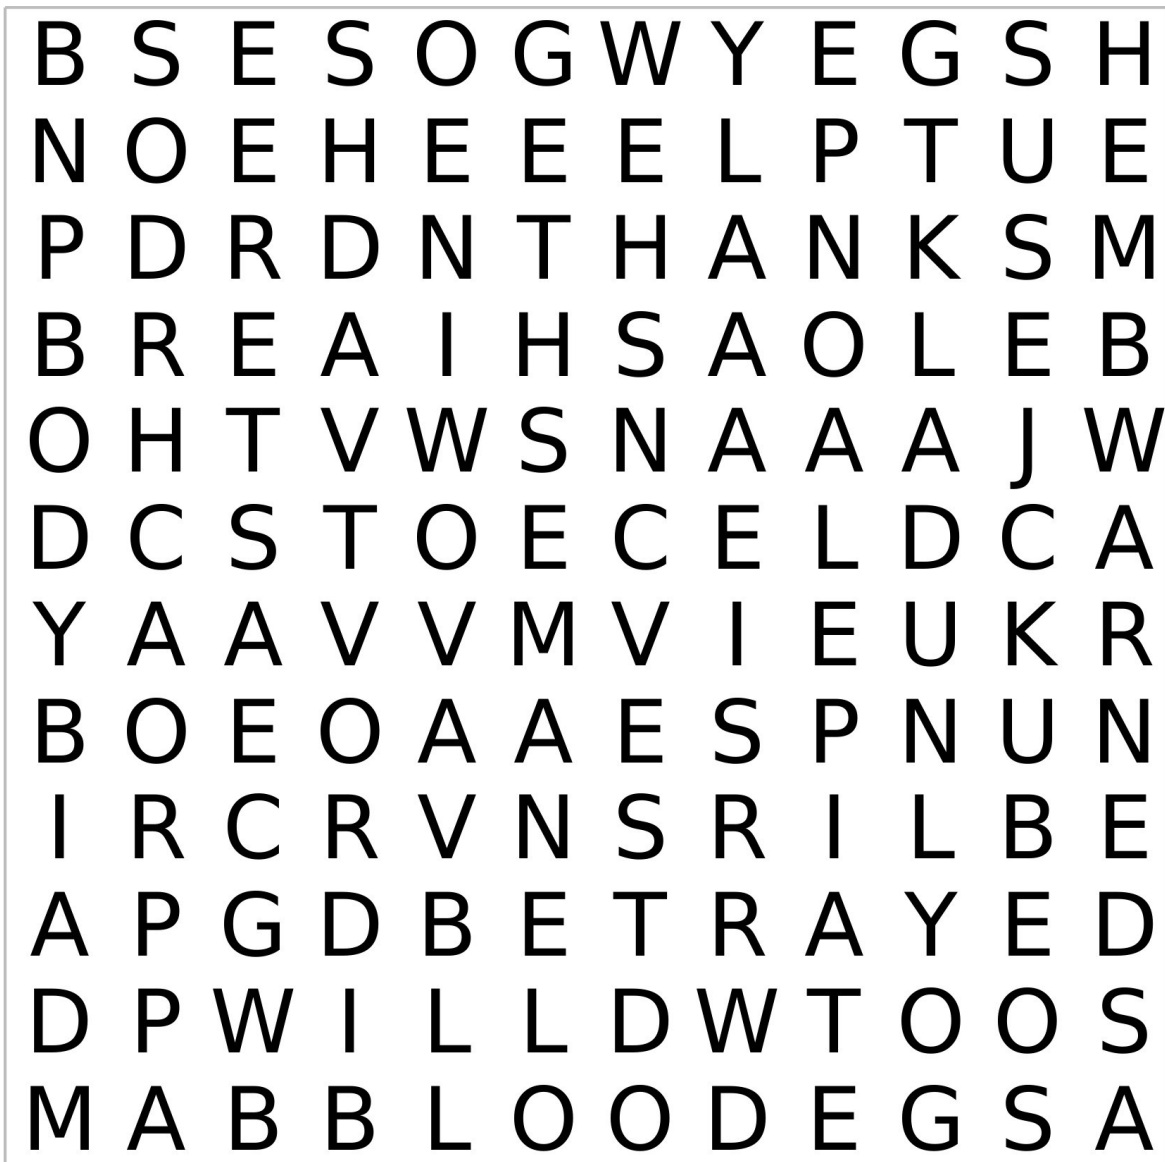 B S E S O G W Y E G S H
N O E H E E E L P T U E
P D R D N T H A N K S M
B R E A I H S A O L E B
O H T V W S N A A A J W
D C S T O E C E L D C A
Y A A V V M V I E U K R
B O E O A A E S P N U N
I R C R V N S R I L B E
A P G D B E T R A Y E D
D P W I L L D W T O O S
M A B B L O O D E G S A